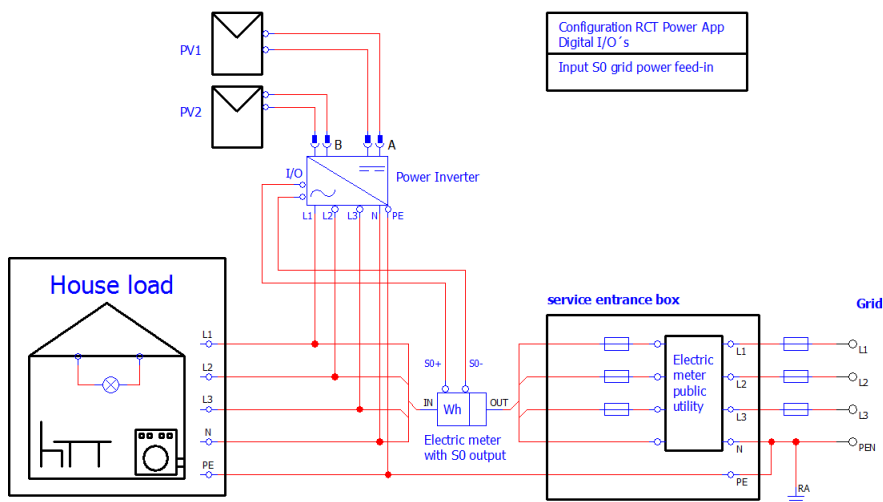 Configuration RCT Power App
Digital I/O´s
Input S0 grid power feed-in
PV1
PV2
B
A
I/O
Power Inverter
L1
L2
L3
N
PE
House load
service entrance box
Grid
L1
L2
L3
N
PE
S0+
S0-
IN
Wh
OUT
Electric meter
with S0 output
Electric
meter
public
utility
L1
L2
L3
N
PE
L1
L2
L3
PEN
RA